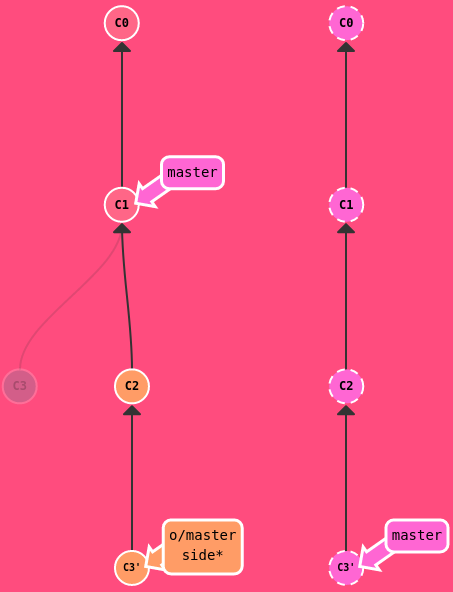 C0 C0
master
C1 C1
C3 C2 C2
o/master
side*
master
C3' C3'